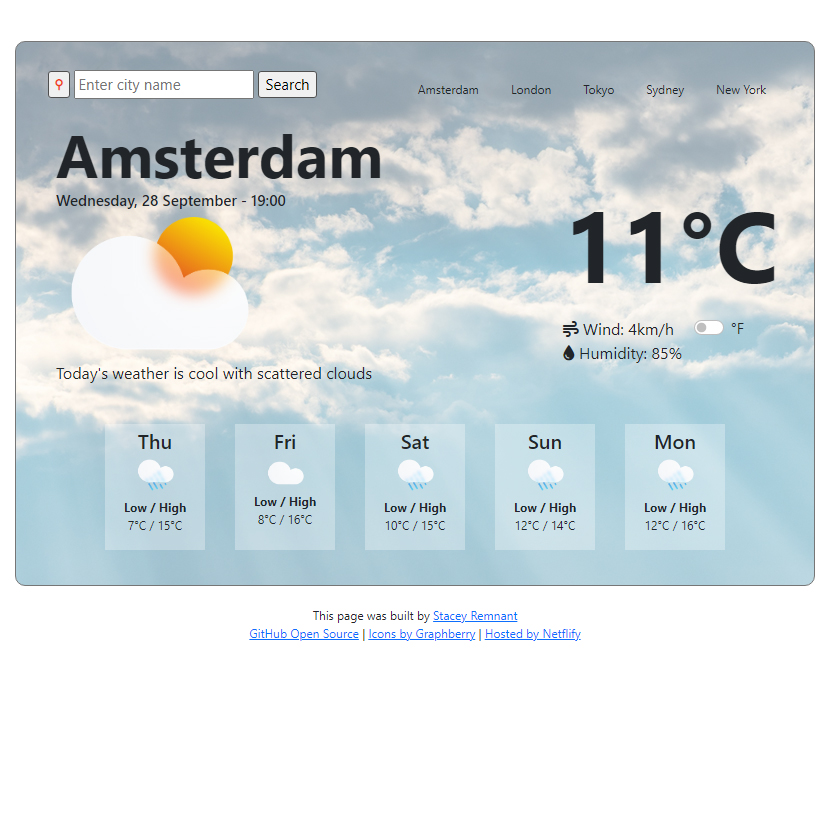 Enter city name Search Amsterdam London Tokyo Sydney New York
Amsterdam
Wednesday, 28 September - 19:00
11°C
Wind: 4km/h °F
Humidity: 85%
Today's weather is cool with scattered clouds
Thu Fri Sat Sun Mon
Low / High Low / High Low / High Low / High Low / High
7°C / 15°C 8°C / 16°C 10°C / 15°C 12°C / 14°C 12°C / 16°C
This page was built by Stacey Remnant
GitHub Open Source | Icons by Graphberry | Hosted by Netflify